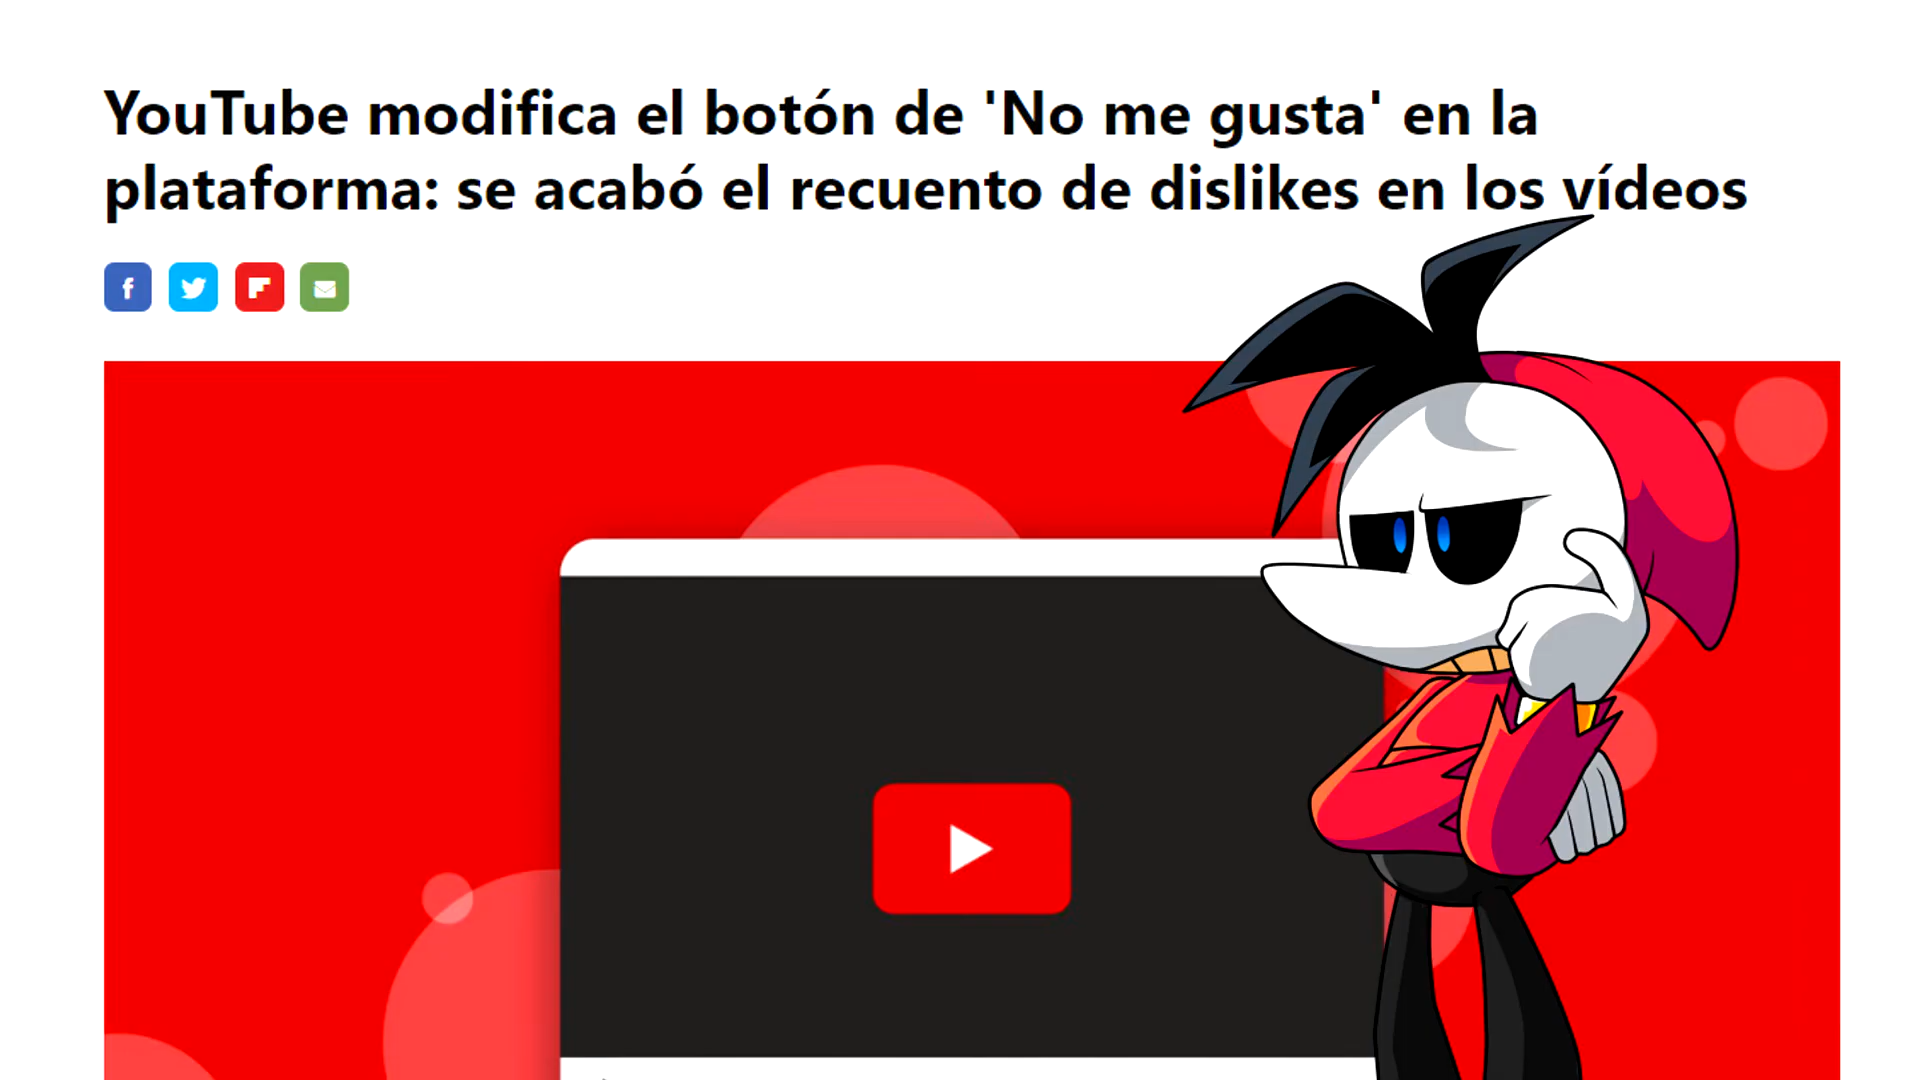 YouTube modifica el botón de 'No me gusta' en la
plataforma: se acabó el recuento de dislikes en los vídeos